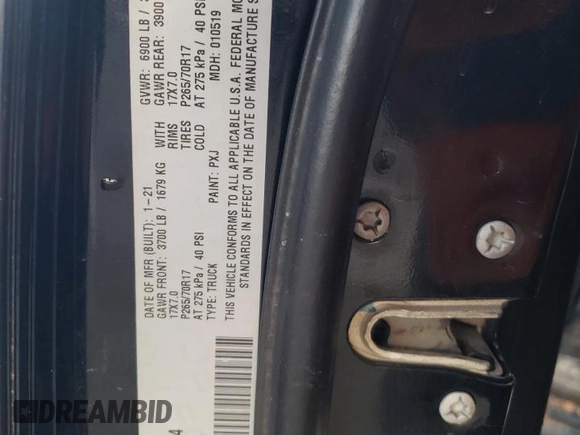 DATE OF MFR (BUILT): 1-21 GVWR: 6900 LB /
GAWR FRONT: 3700 LB / 1679 KG WITH GAWR REAR: 3900
17X7.0 RIMS 17X7.0
P265/70R17 TIRES P265/70R17
AT 275 kPa / 40 PSI COLD AT 275 kPa / 40 PSI
TYPE: TRUCK PAINT: PXJ MDH: 010519
THIS VEHICLE CONFORMS TO ALL APPLICABLE U.S.A. FEDERAL MO
STANDARDS IN EFFECT ON THE DATE OF MANUFACTURE S
4
DREAMBID